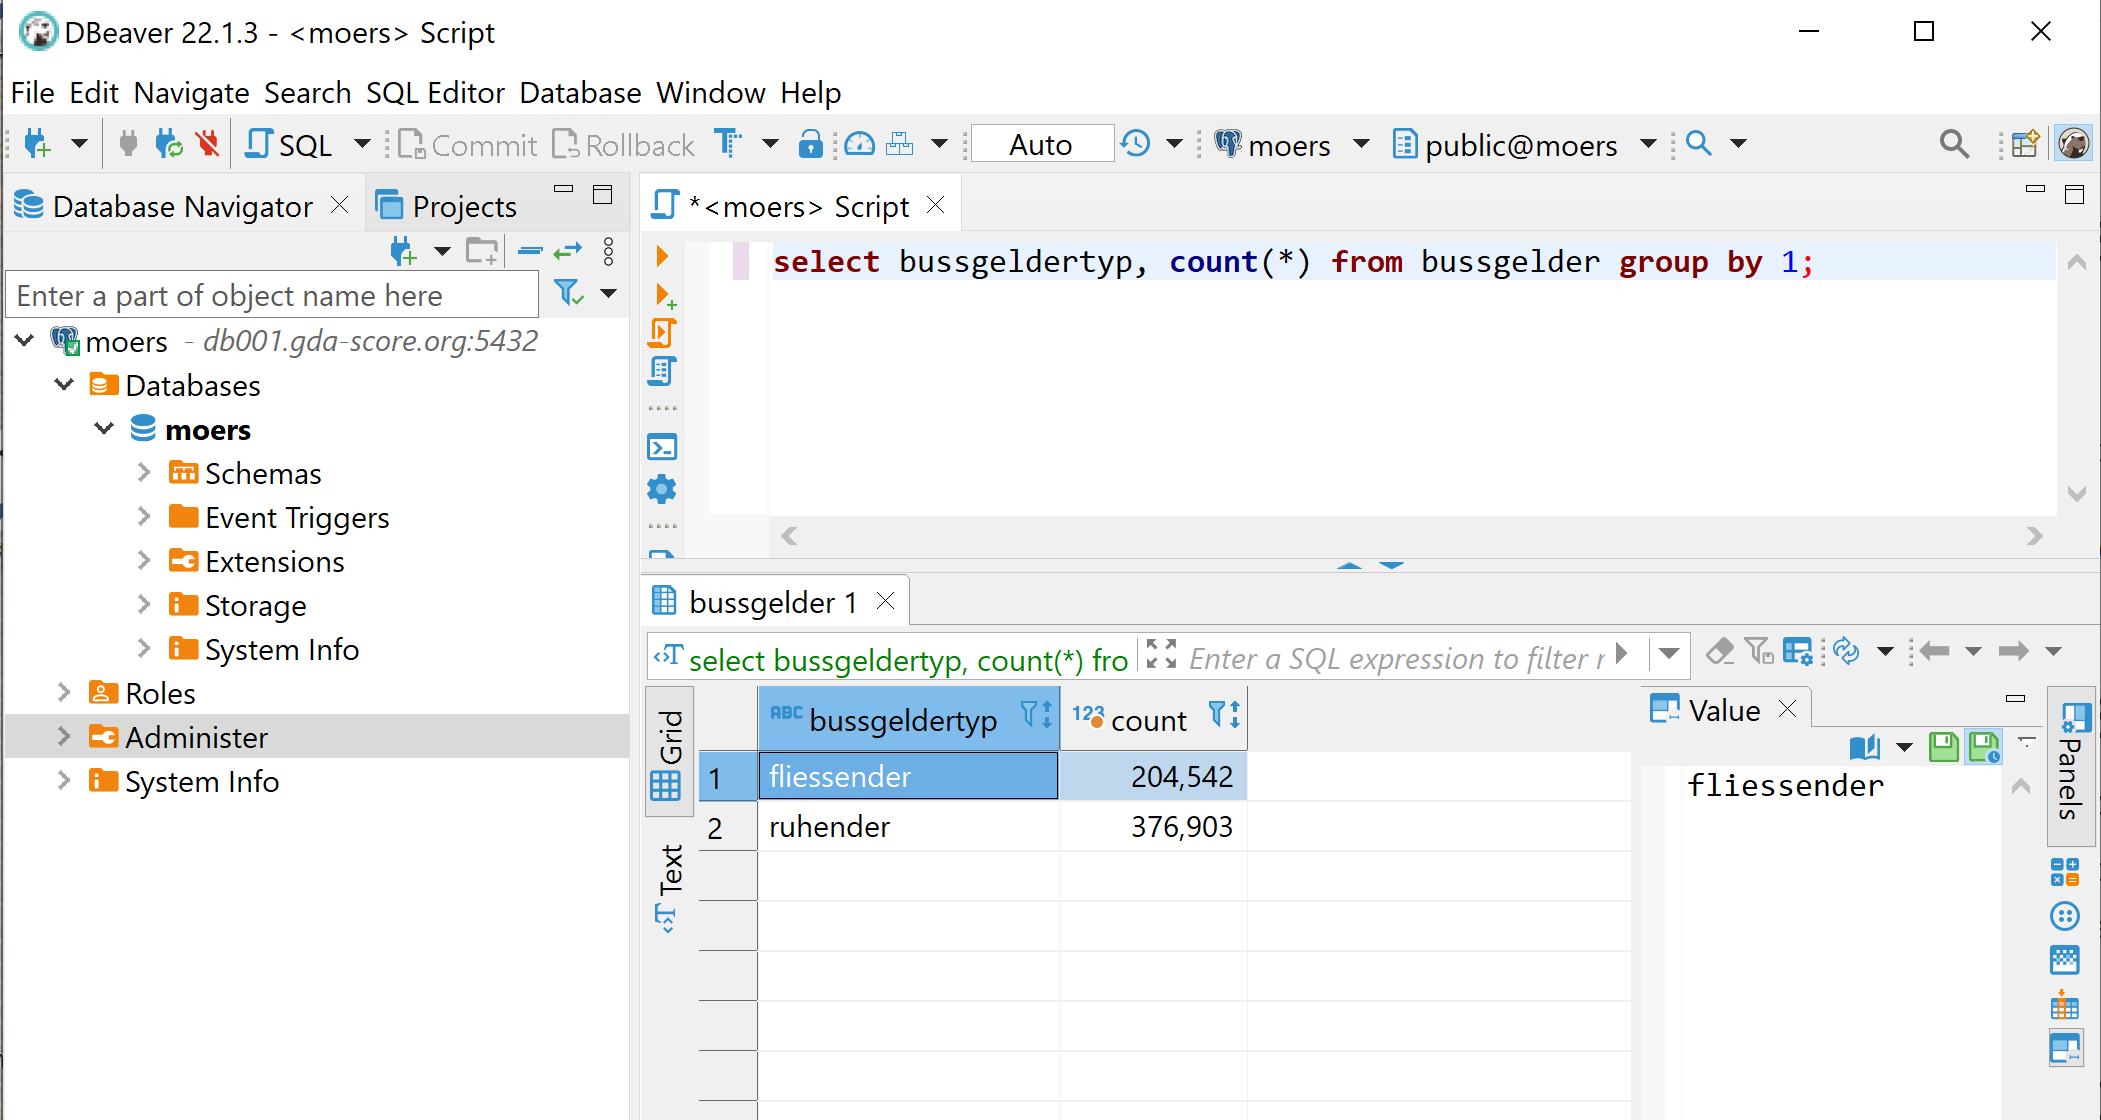 DBeaver 22.1.3 - <moers> Script
File Edit Navigate Search SQL Editor Database Window Help
SQL Commit Rollback Auto moers public@moers
Database Navigator Projects
*<moers> Script
Enter a part of object name here
moers - db001.gda-score.org:5432
Databases
moers
Schemas
Event Triggers
Extensions
Storage
System Info
Roles
Administer
System Info
select bussgeldertyp, count(*) from bussgelder group by 1;
bussgelder 1
select bussgeldertyp, count(*) fro Enter a SQL expression to filter r
Grid
Text
ABC bussgeldertyp 123 count
1 fliessender 204,542
2 ruhender 376,903
Value
fliessender
Panels